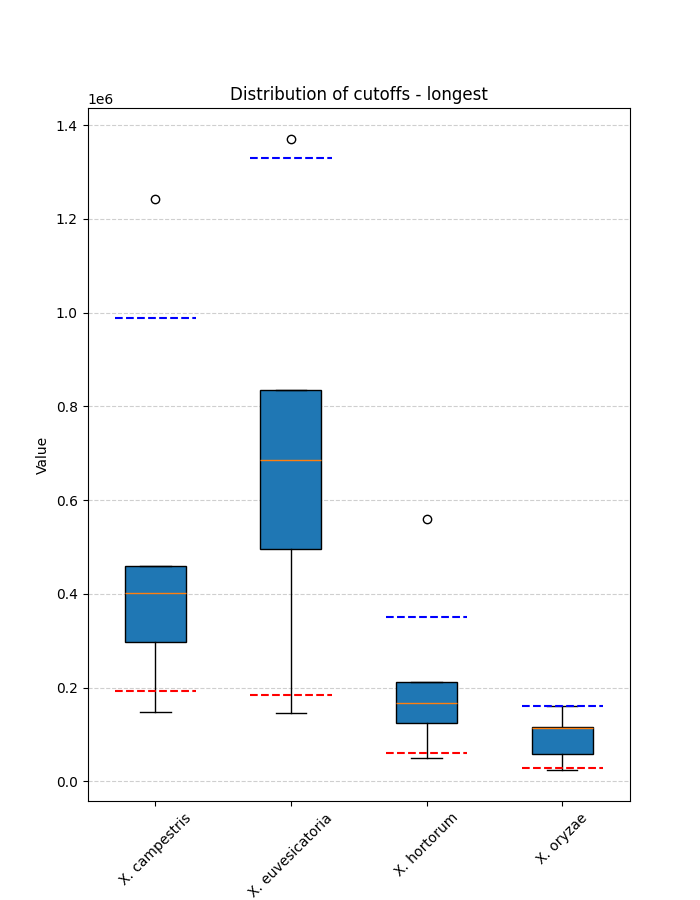 Distribution of cutoffs - longest
1e6
1.4
1.2
1.0
0.8
0.6
0.4
0.2
0.0
Value
X. campestris
X. euvesicatoria
X. hortorum
X. oryzae